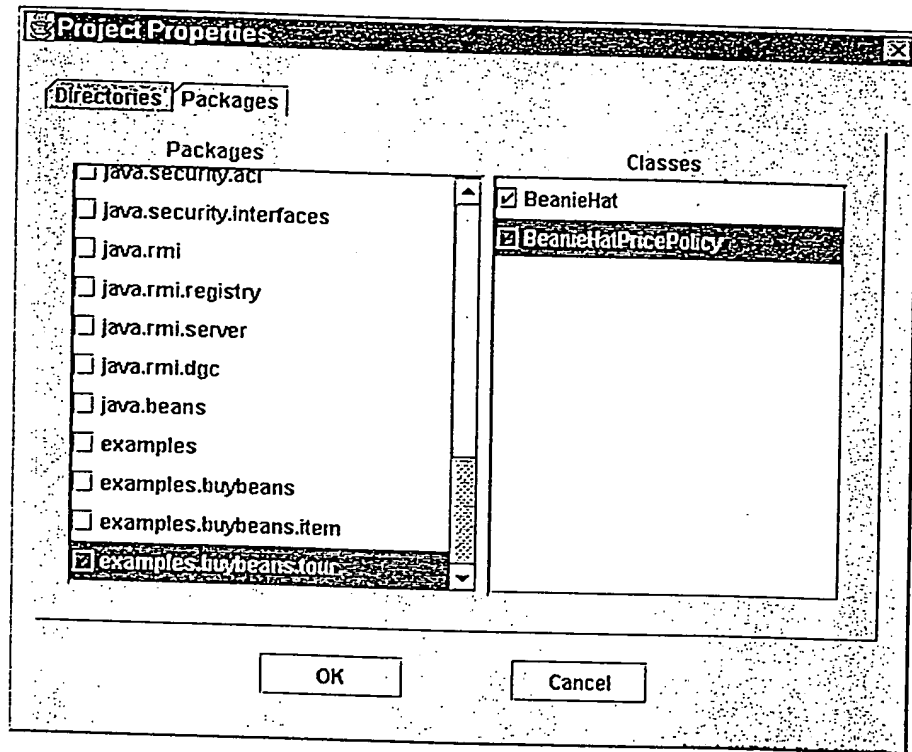 Project Properties
Directories Packages
Packages
java.security.acl
java.security.interfaces
java.rmi
java.rmi.registry
java.rmi.server
java.rmi.dgc
java.beans
examples
examples.buybeans
examples.buybeans.item
examples.buybeans.tour
Classes
BeanieHat
BeanieHatPricePolicy
OK
Cancel